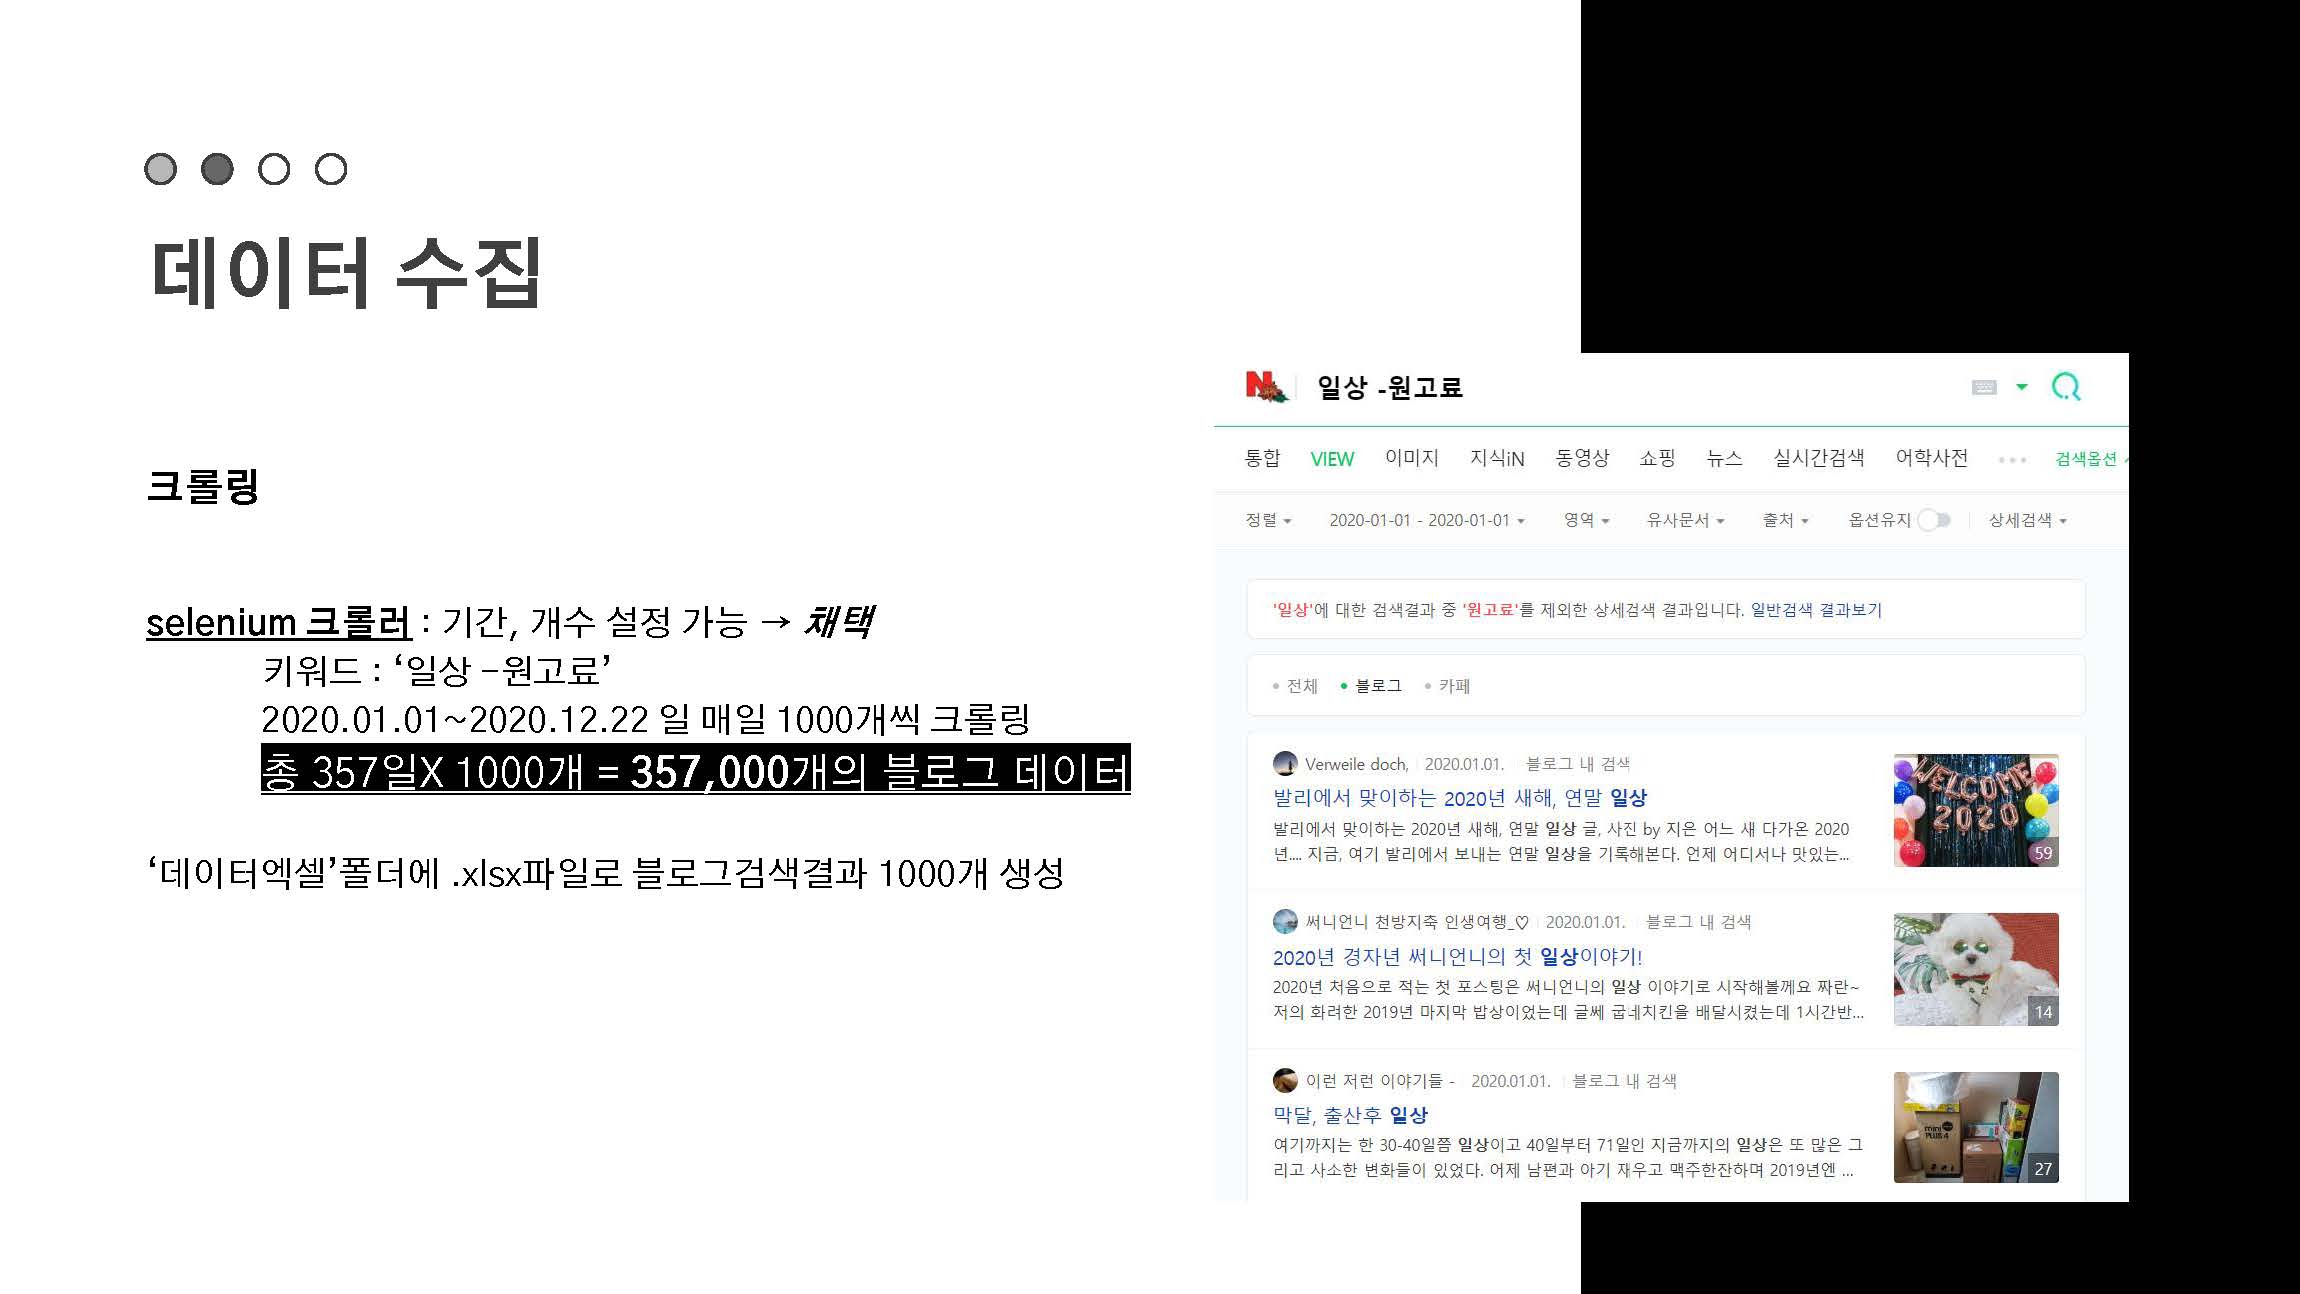 데이터 수집
크롤링
selenium 크롤러 : 기간, 개수 설정 가능 → 채택
키워드 : ‘일상 –원고료’
2020.01.01~2020.12.22 일 매일 1000개씩 크롤링
총 357일X 1000개 = 357,000개의 블로그 데이터
‘데이터엑셀’폴더에 .xlsx파일로 블로그검색결과 1000개 생성
N 일상 -원고료
통합 VIEW 이미지 지식iN 동영상 쇼핑 뉴스 실시간검색 어학사전 검색옵션
정렬 2020-01-01 - 2020-01-01 영역 유사문서 출처 옵션유지 상세검색
'일상'에 대한 검색결과 중 '원고료'를 제외한 상세검색 결과입니다. 일반검색 결과보기
전체 블로그 카페
Verweile doch, 2020.01.01. 블로그 내 검색
발리에서 맞이하는 2020년 새해, 연말 일상
발리에서 맞이하는 2020년 새해, 연말 일상 글, 사진 by 지은 어느 새 다가온 2020
년.... 지금, 여기 발리에서 보내는 연말 일상을 기록해본다. 언제 어디서나 맛있는...
WELCOME
2020
59
써니언니 천방지축 인생여행_♡ 2020.01.01. 블로그 내 검색
2020년 경자년 써니언니의 첫 일상이야기!
2020년 처음으로 적는 첫 포스팅은 써니언니의 일상 이야기로 시작해볼께요 짜란~
저의 화려한 2019년 마지막 밥상이었는데 글쎄 굽네치킨을 배달시켰는데 1시간반...
14
이런 저런 이야기들 - 2020.01.01. 블로그 내 검색
막달, 출산후 일상
여기까지는 한 30-40일쯤 일상이고 40일부터 71일인 지금까지의 일상은 또 많은 그
리고 사소한 변화들이 있었다. 어제 남편과 아기 재우고 맥주한잔하며 2019년엔 ...
mini
PLUS 4
27